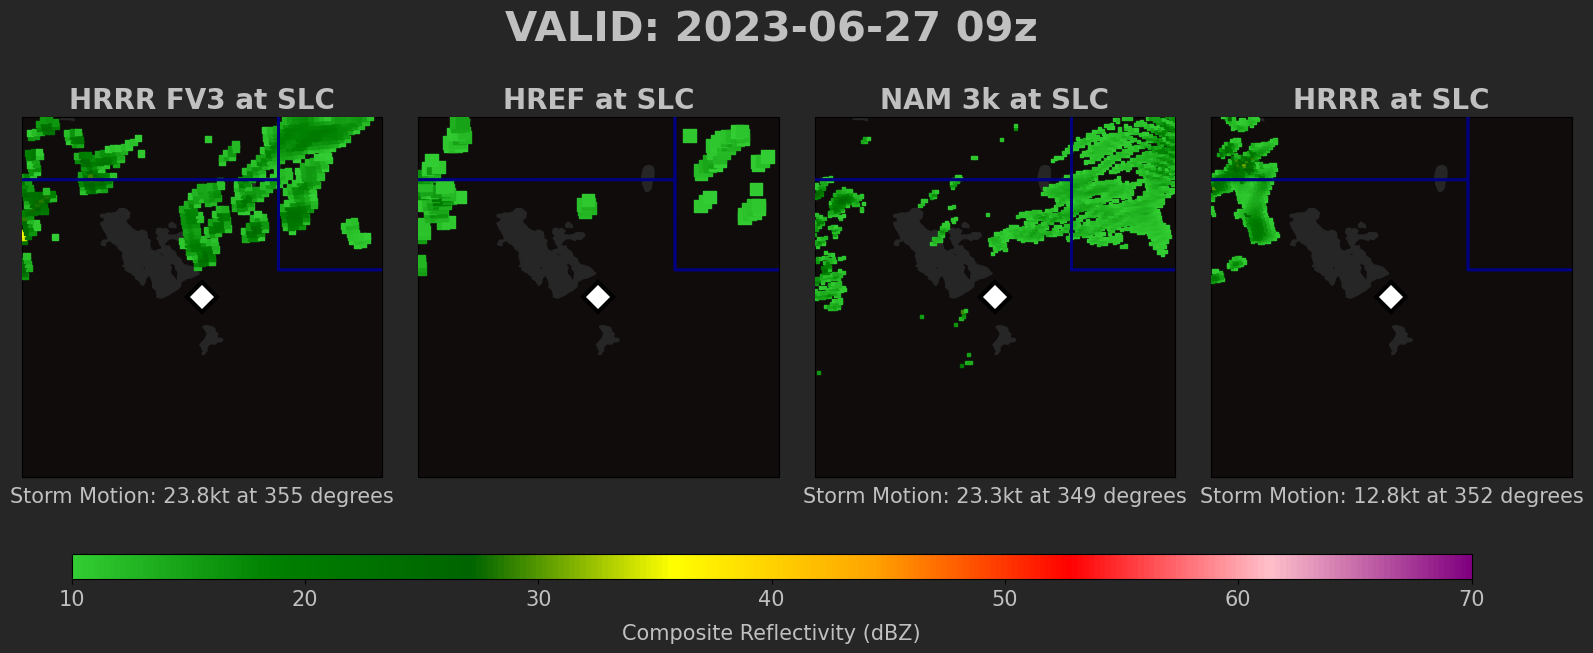 VALID: 2023-06-27 09z
HRRR FV3 at SLC
HREF at SLC
NAM 3k at SLC
HRRR at SLC
Storm Motion: 23.8kt at 355 degrees
Storm Motion: 23.3kt at 349 degrees
Storm Motion: 12.8kt at 352 degrees
10 20 30 40 50 60 70
Composite Reflectivity (dBZ)